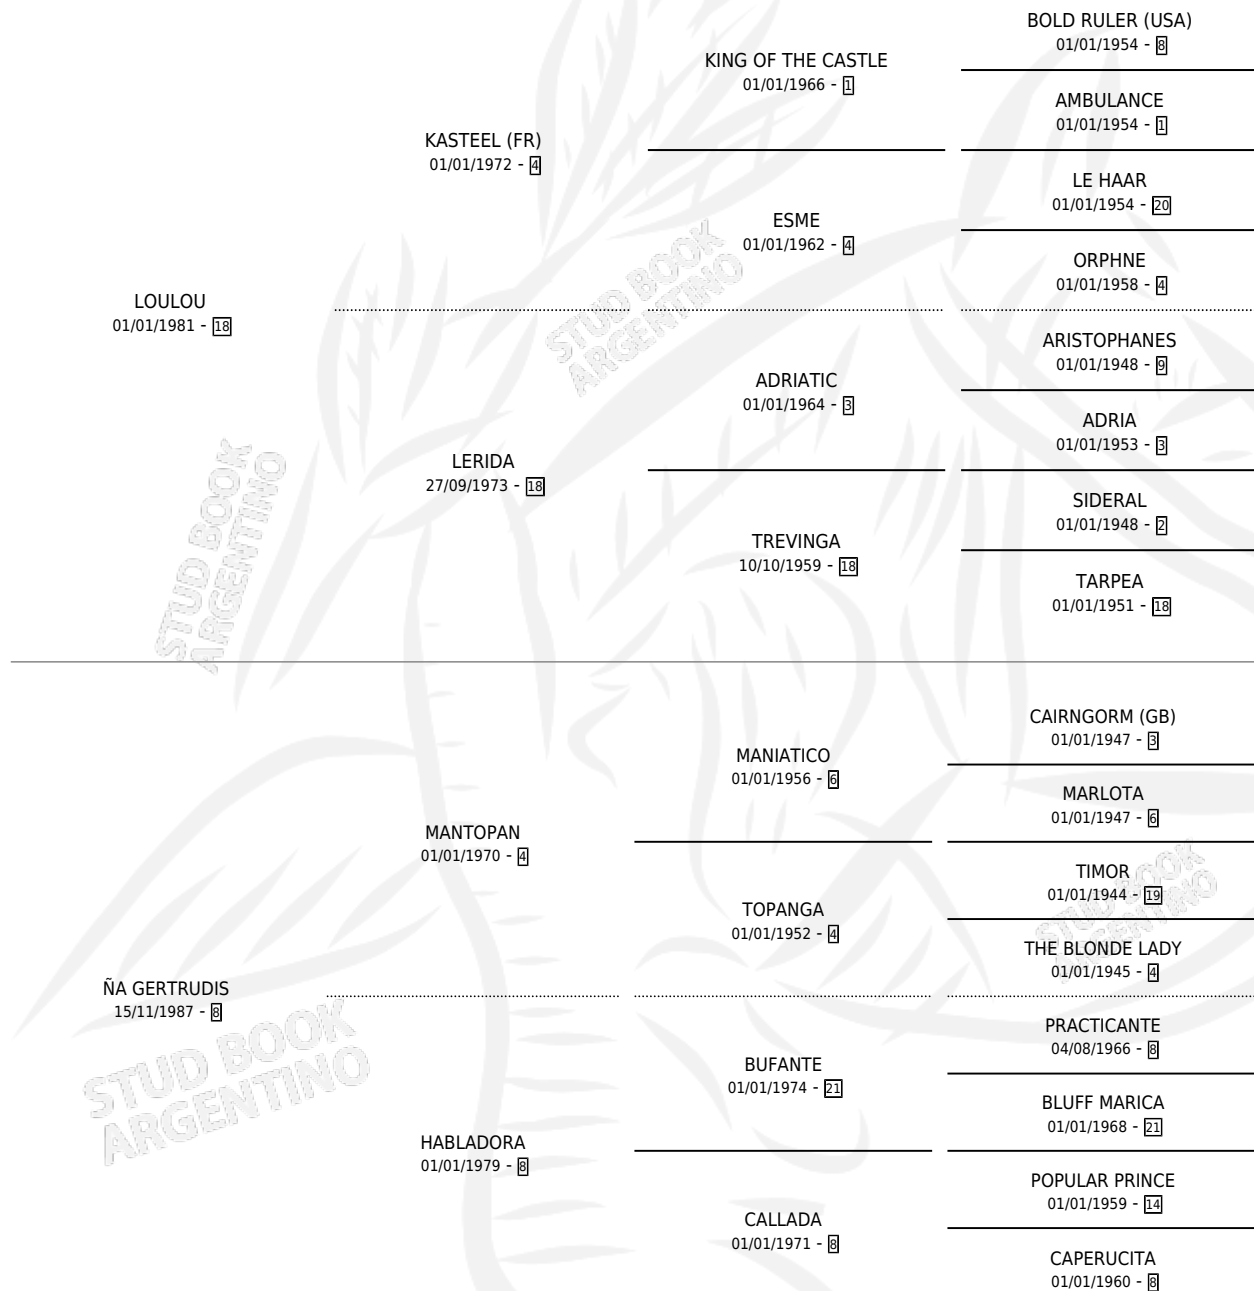 BOLD RULER (USA)
01/01/1954 - 8
KING OF THE CASTLE
01/01/1966 - 1
AMBULANCE
01/01/1954 - 1
KASTEEL (FR)
01/01/1972 - 4
LE HAAR
01/01/1954 - 20
ESME
01/01/1962 - 4
ORPHNE
01/01/1958 - 4
LOULOU
01/01/1981 - 18
ARISTOPHANES
01/01/1948 - 9
ADRIATIC
01/01/1964 - 3
ADRIA
01/01/1953 - 3
LERIDA
27/09/1973 - 18
SIDERAL
01/01/1948 - 2
TREVINGA
10/10/1959 - 18
TARPEA
01/01/1951 - 18
CAIRNGORM (GB)
01/01/1947 - 3
MANIATICO
01/01/1956 - 6
MARLOTA
01/01/1947 - 6
MANTOPAN
01/01/1970 - 4
TIMOR
01/01/1944 - 19
TOPANGA
01/01/1952 - 4
THE BLONDE LADY
01/01/1945 - 4
ÑA GERTRUDIS
15/11/1987 - 8
PRACTICANTE
04/08/1966 - 8
BUFANTE
01/01/1974 - 21
BLUFF MARICA
01/01/1968 - 21
HABLADORA
01/01/1979 - 8
POPULAR PRINCE
01/01/1959 - 14
CALLADA
01/01/1971 - 8
CAPERUCITA
01/01/1960 - 8
STUD BOOK
ARGENTINO
STUD BOOK
ARGENTINO
STUD BOOK
ARGENTINO
STUD BOOK
ARGENTINO